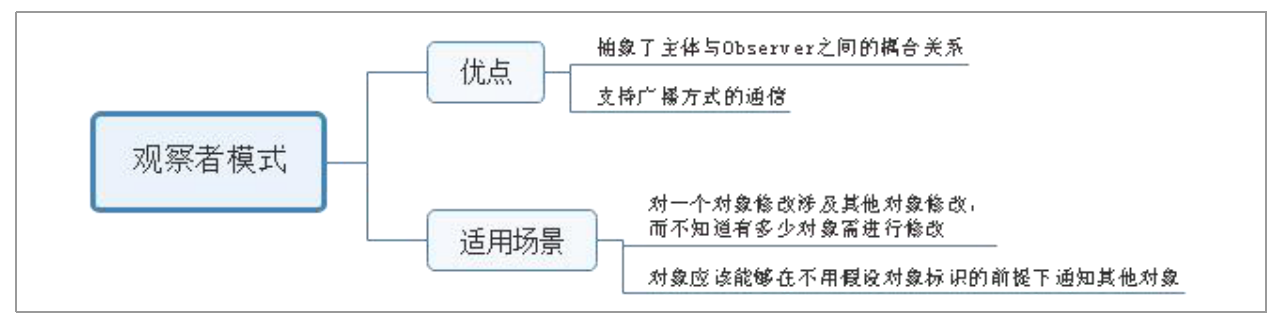 观察者模式
优点
抽象了主体与Observer之间的耦合关系
支持广播方式的通信
适用场景
对一个对象修改涉及其他对象修改，
而不知道有多少对象需进行修改
对象应该能够在不用假设对象标识的前提下通知其他对象